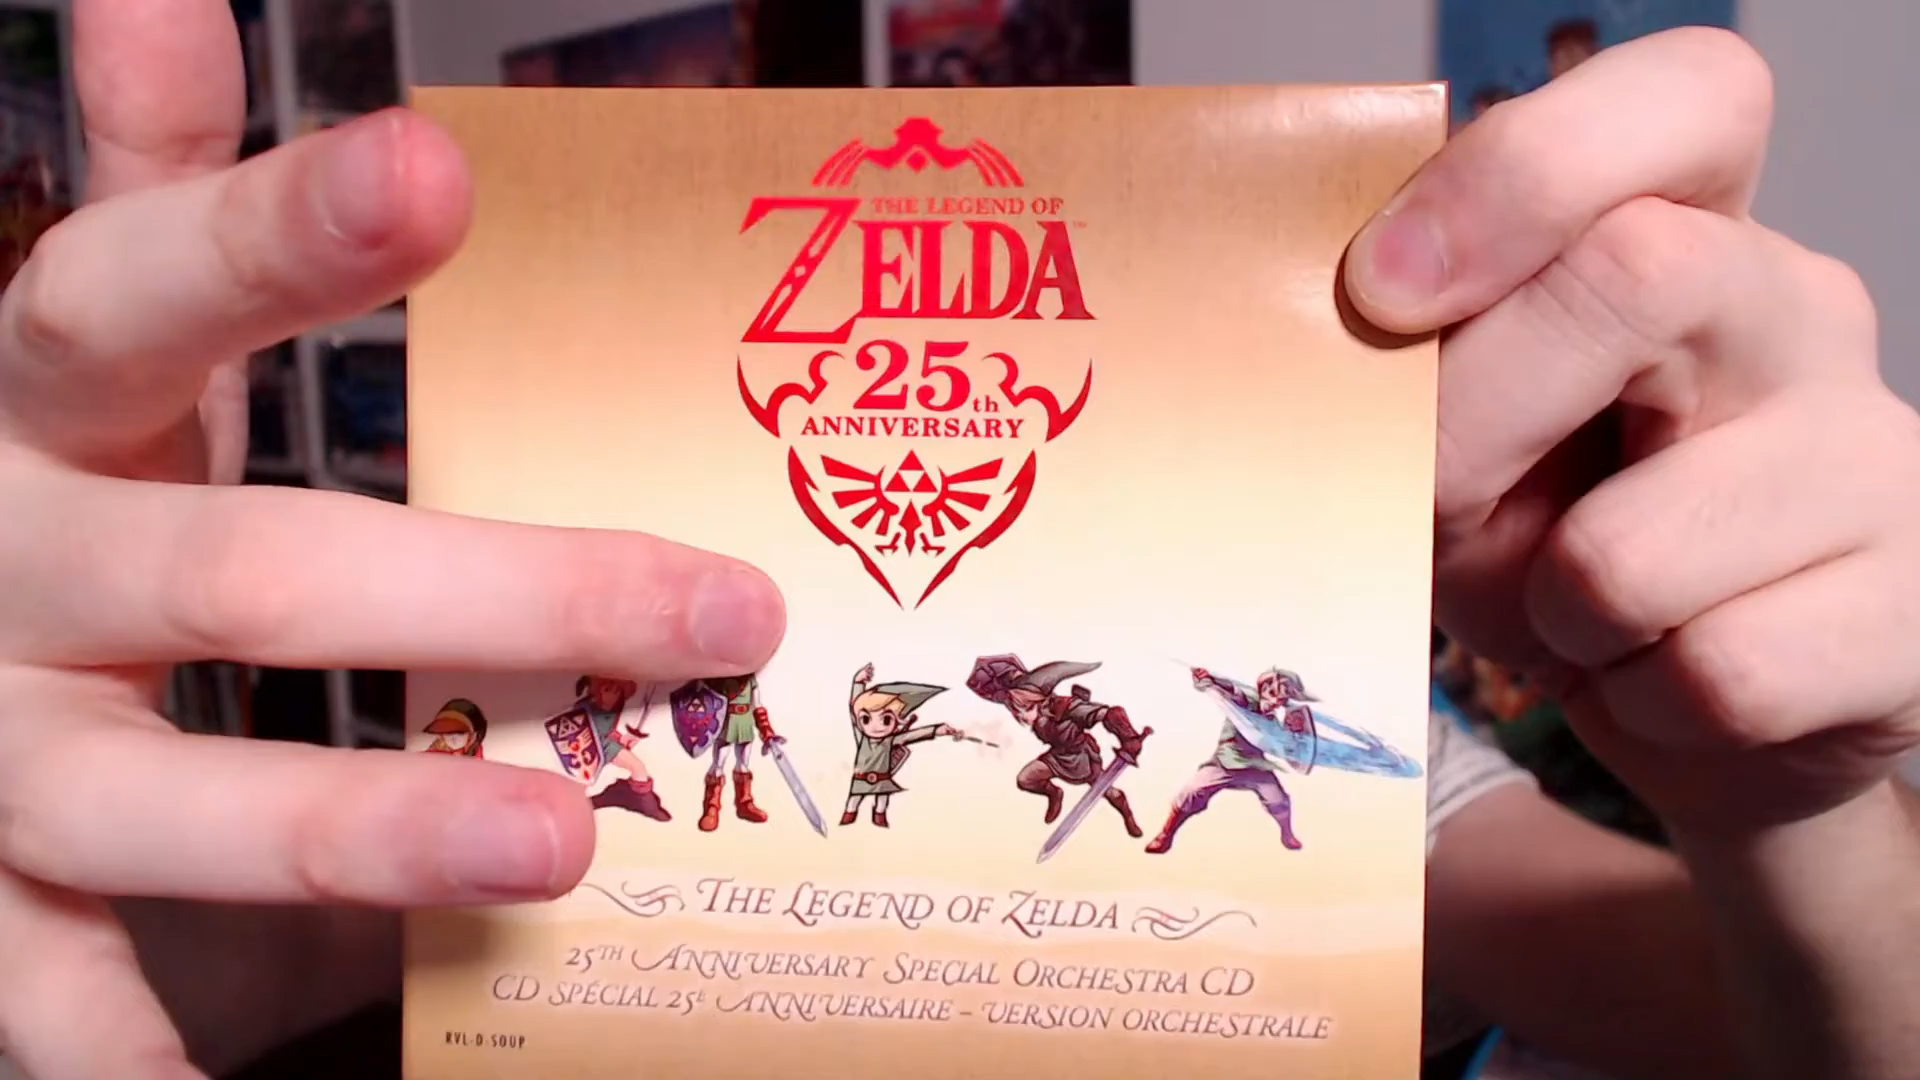 THE LEGEND OF
ZELDA™
25th
ANNIVERSARY
THE LEGEND OF ZELDA
25TH ANNIVERSARY SPECIAL ORCHESTRA CD
CD SPÉCIAL 25E ANNIVERSAIRE – VERSION ORCHESTRALE
RVL-D-SOUP